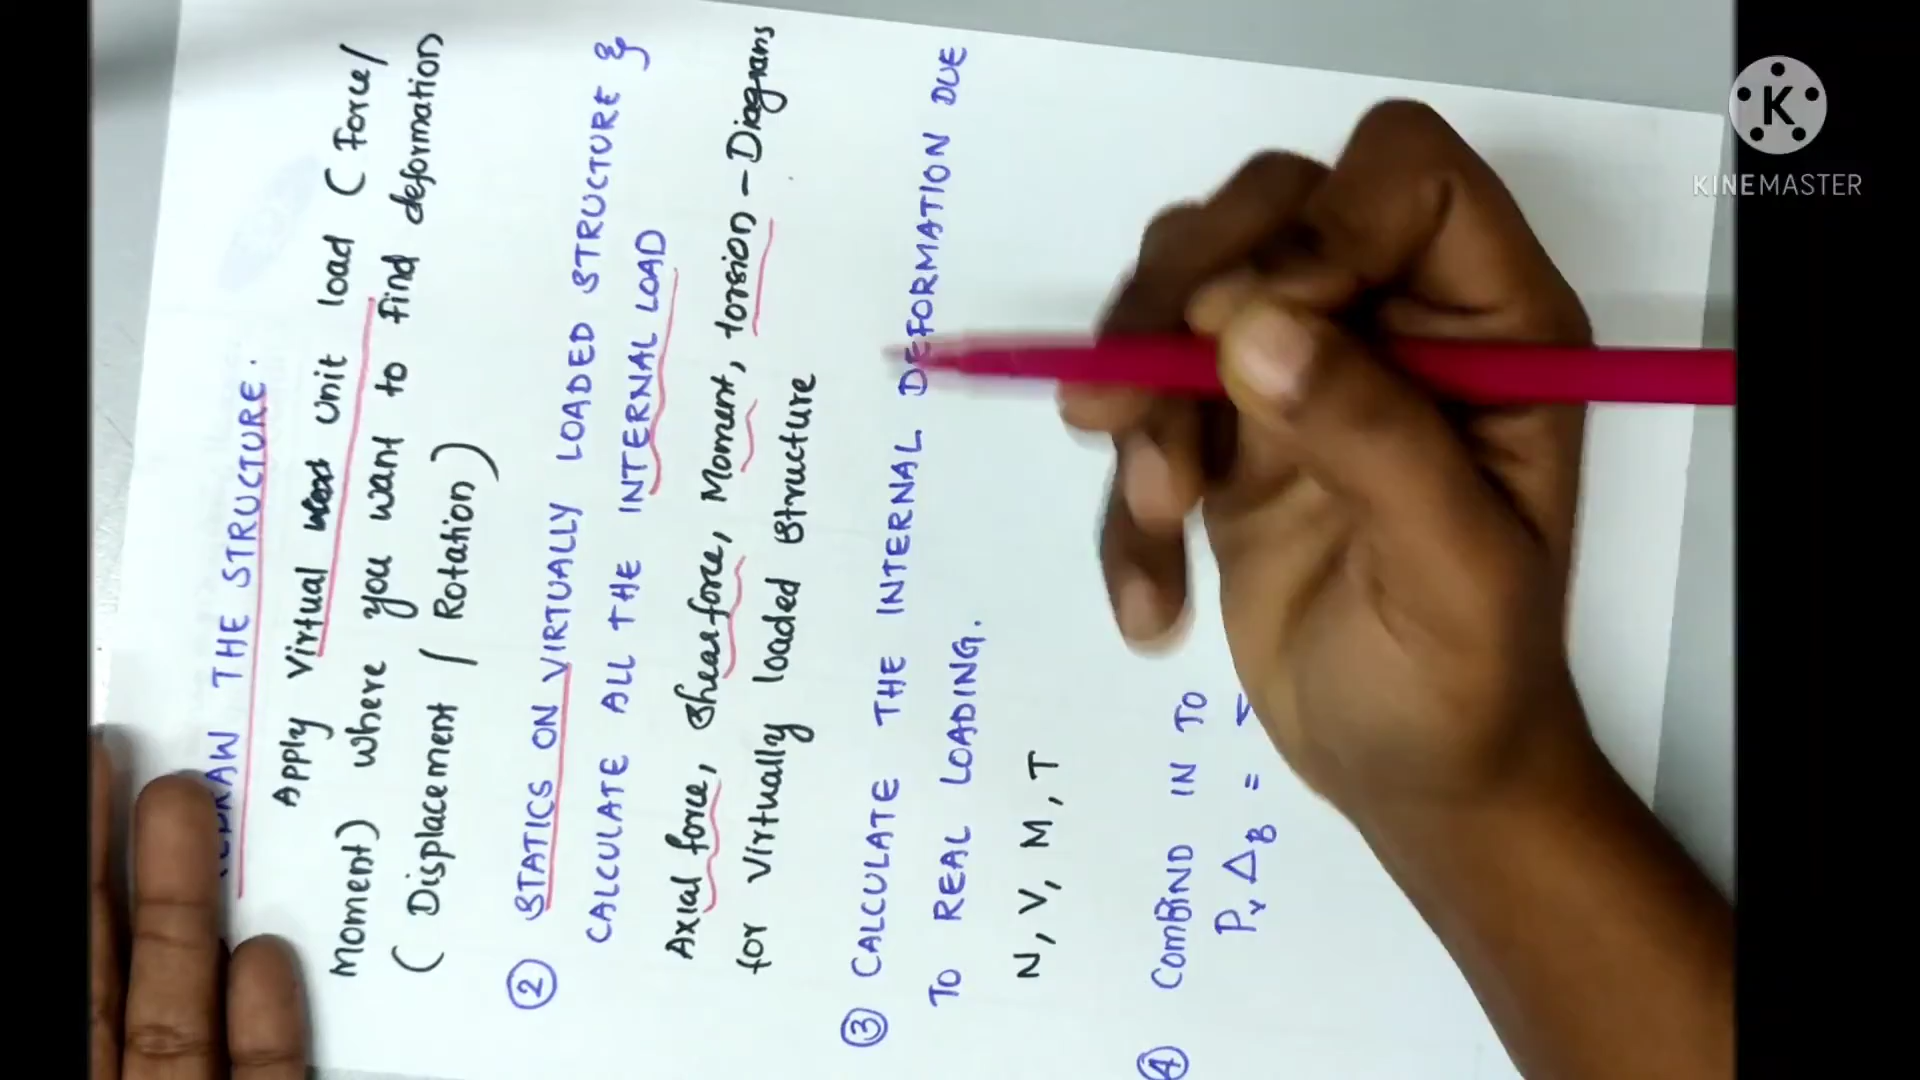 DRAW THE STRUCTURE.
Apply Virtual unit load ( Force/
Moment) where you want to find deformation
( Displacement / Rotation)
② STATICS ON VIRTUALLY LOADED STRUCTURE &
CALCULATE ALL THE INTERNAL LOAD
Axial force, Shear force, Moment, torsion - Diagrams
for virtually loaded structure
③ CALCULATE THE INTERNAL DEFORMATION DUE
TO REAL LOADING.
N, V, M, T
④ COMBIND IN TO
Pᵥ Δ_B =
K
KINEMASTER